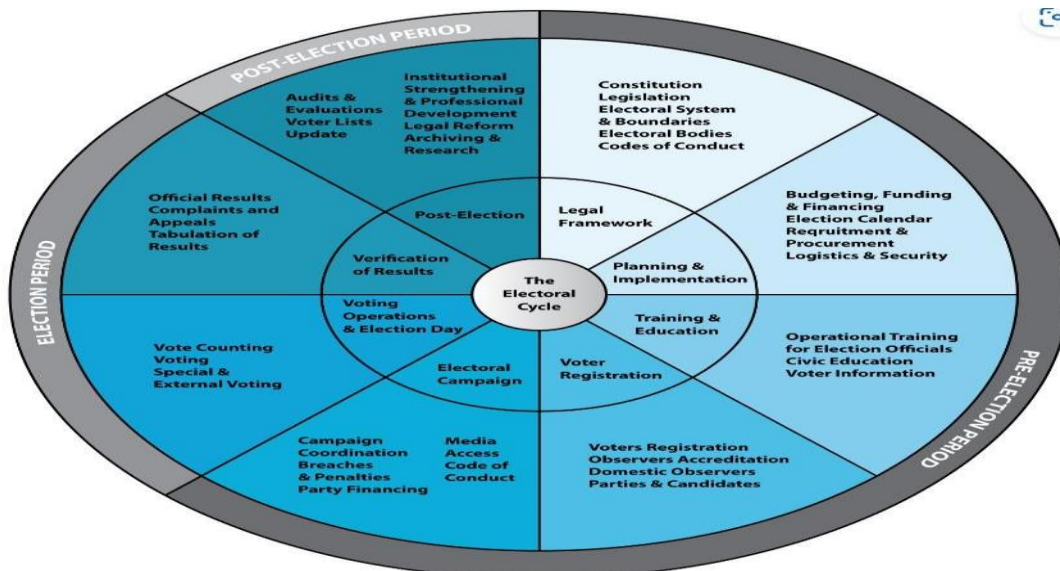 POST-ELECTION PERIOD
ELECTION PERIOD
PRE-ELECTION PERIOD
The
Electoral
Cycle
Legal
Framework
Constitution
Legislation
Electoral System
& Boundaries
Electoral Bodies
Codes of Conduct
Planning &
Implementation
Budgeting, Funding
& Financing
Election Calendar
Reqruitment &
Procurement
Logistics & Security
Training &
Education
Operational Training
for Election Officials
Civic Education
Voter Information
Voter
Registration
Voters Registration
Observers Accreditation
Domestic Observers
Parties & Candidates
Electoral
Campaign
Campaign
Coordination
Breaches
& Penalties
Party Financing
Media
Access
Code of
Conduct
Voting
Operations
& Election Day
Vote Counting
Voting
Special &
External Voting
Verification
of Results
Official Results
Complaints and
Appeals
Tabulation of
Results
Post-Election
Audits &
Evaluations
Voter Lists
Update
Institutional
Strengthening
& Professional
Development
Legal Reform
Archiving &
Research